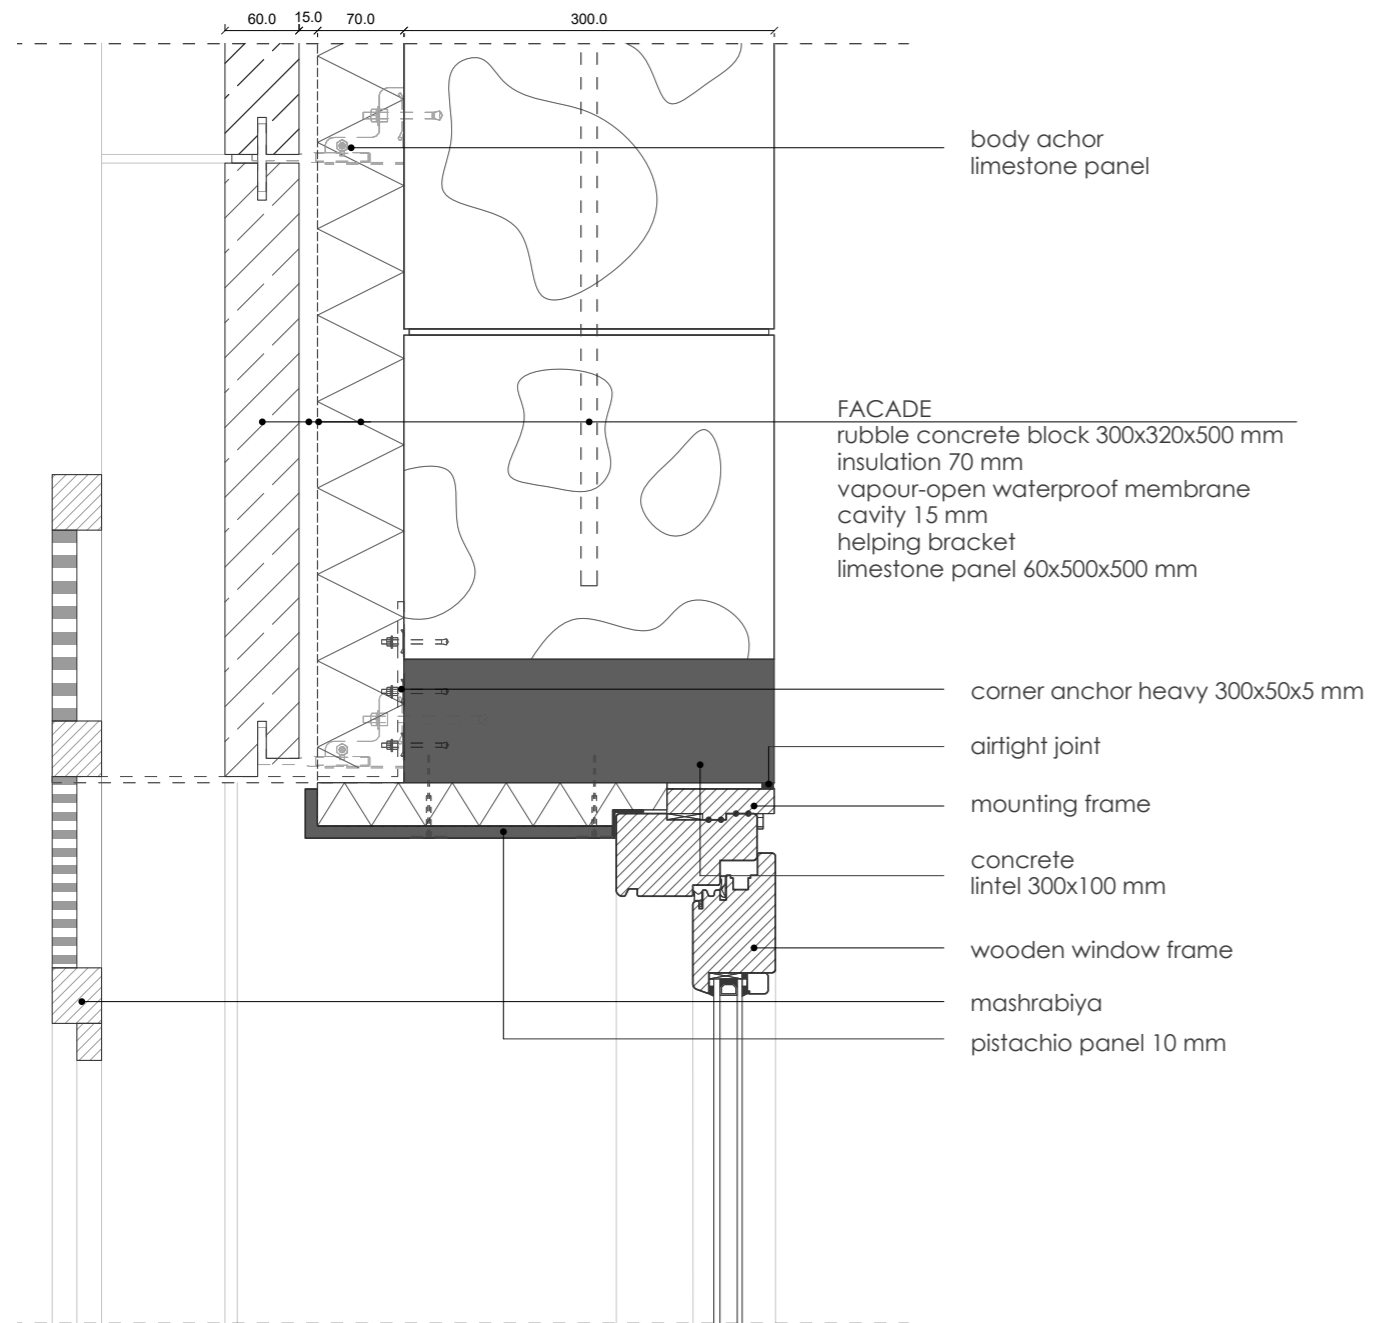 60.0 15.0 70.0 300.0
body achor
limestone panel
FACADE
rubble concrete block 300x320x500 mm
insulation 70 mm
vapour-open waterproof membrane
cavity 15 mm
helping bracket
limestone panel 60x500x500 mm
corner anchor heavy 300x50x5 mm
airtight joint
mounting frame
concrete
lintel 300x100 mm
wooden window frame
mashrabiya
pistachio panel 10 mm